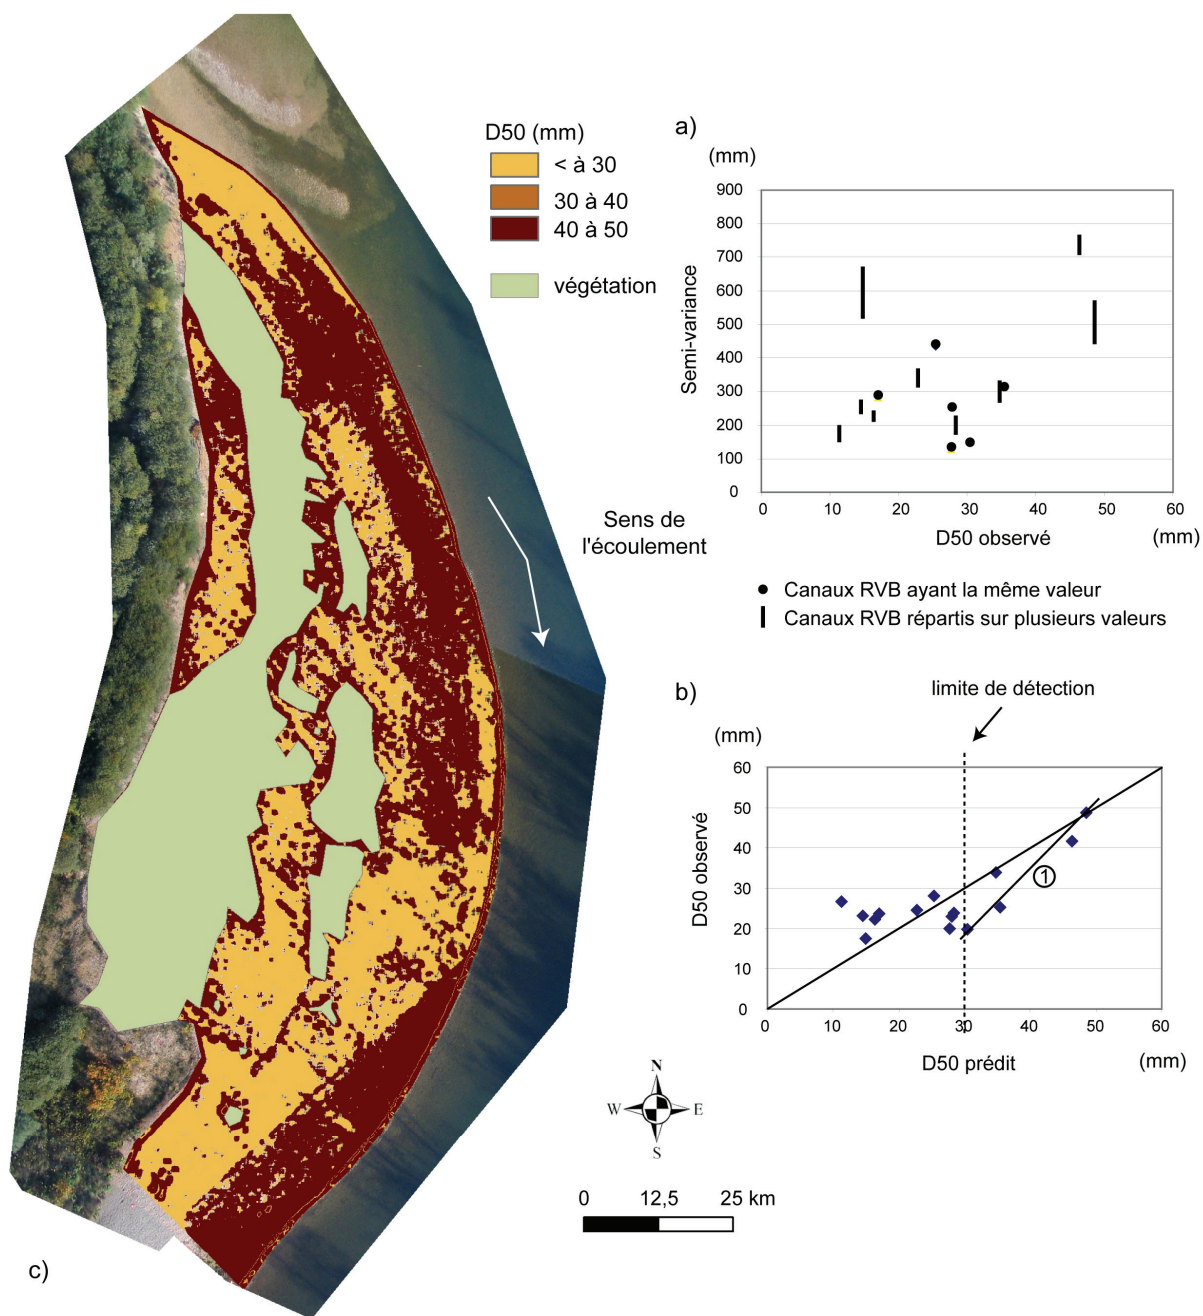 D50 (mm)
< à 30
30 à 40
40 à 50
végétation
Sens de
l'écoulement
a)
(mm)
900
800
700
600
500
400
300
200
100
0
Semi-variance
0 10 20 30 40 50 60
D50 observé
(mm)
Canaux RVB ayant la même valeur
Canaux RVB répartis sur plusieurs valeurs
limite de détection
b)
(mm)
60
50
40
30
20
10
0
D50 observé
1
0 10 20 30 40 50 60
D50 prédit
(mm)
N
W E
S
0 12,5 25 km
c)